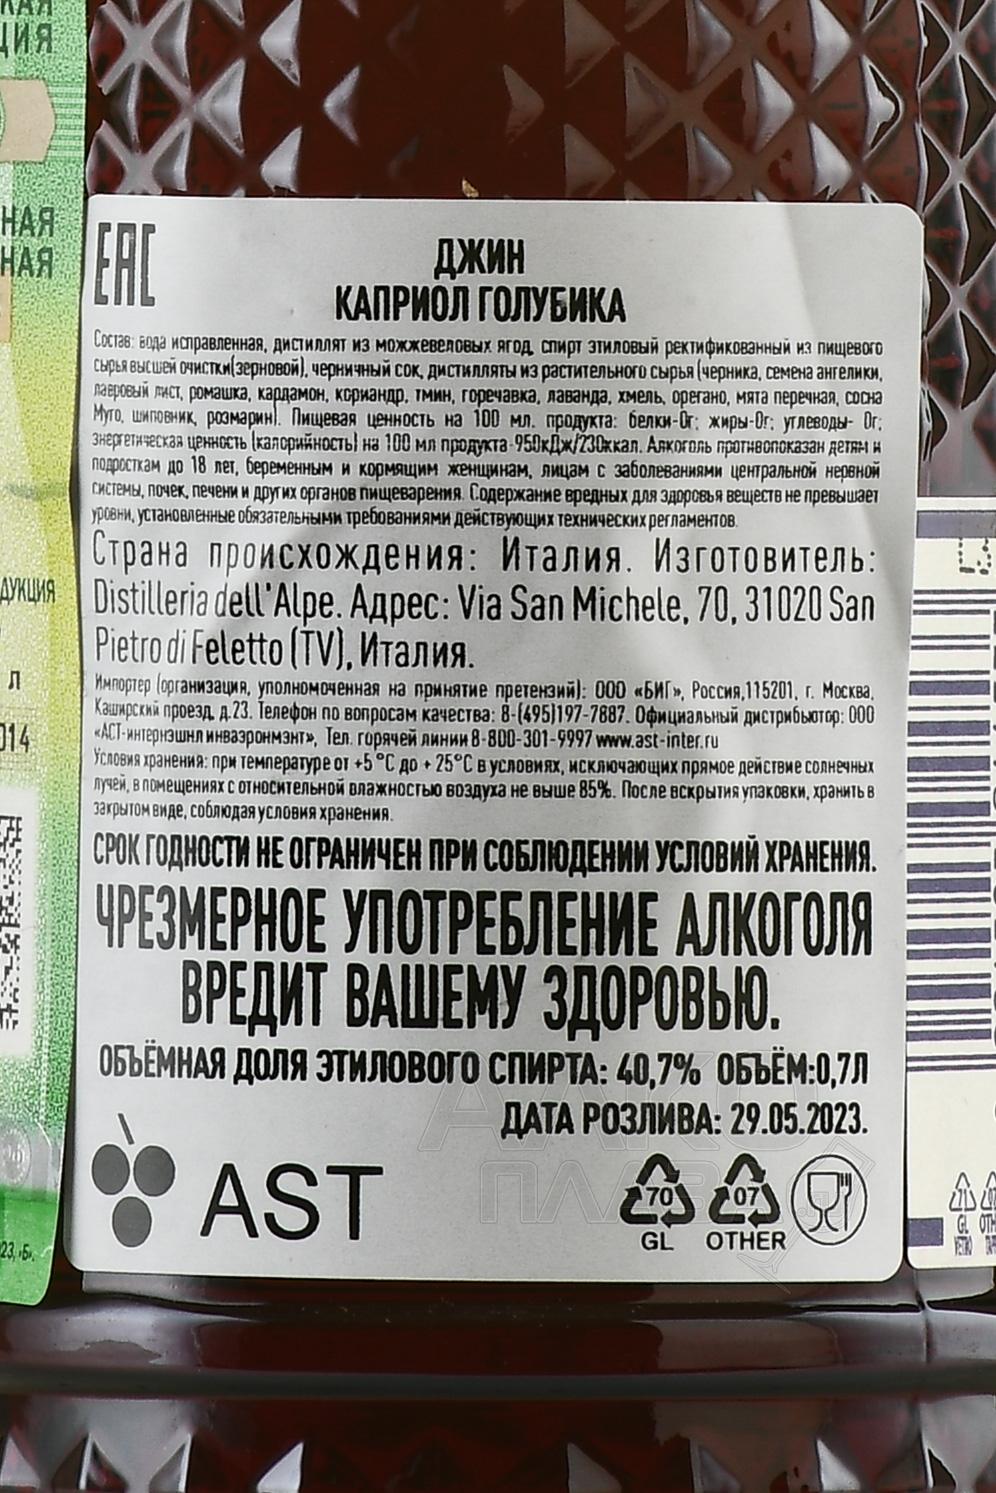 КАЯ
ЦИЯ
НАЯ
НАЯ
ДУКЦИЯ
Л
014
23, «Б».
ЕАС
ДЖИН
КАПРИОЛ ГОЛУБИКА
Состав: вода исправленная, дистиллят из можжевеловых ягод, спирт этиловый ректификованный из пищевого
сырья высшей очистки(зерновой), черничный сок, дистилляты из растительного сырья (черника, семена ангелики,
лавровый лист, ромашка, кардамон, кориандр, тмин, горечавка, лаванда, хмель, орегано, мята перечная, сосна
Муго, шиповник, розмарин). Пищевая ценность на 100 мл. продукта: белки-0г; жиры-0г; углеводы- 0г;
энергетическая ценность (калорийность) на 100 мл продукта-950кДж/230ккал. Алкоголь противопоказан детям и
подросткам до 18 лет, беременным и кормящим женщинам, лицам с заболеваниями центральной нервной
системы, почек, печени и других органов пищеварения. Содержание вредных для здоровья веществ не превышает
уровни, установленные обязательными требованиями действующих технических регламентов.
Страна происхождения: Италия. Изготовитель:
Distilleria dell'Alpe. Адрес: Via San Michele, 70, 31020 San
Pietro di Feletto (TV), Италия.
Импортер (организация, уполномоченная на принятие претензий): ООО «БИГ», Россия,115201, г. Москва,
Каширский проезд, д.23. Телефон по вопросам качества: 8-(495)197-7887. Официальный дистрибьютор: ООО
«АСТ-интернэшнл инваэронмэнт», Тел. горячей линии 8-800-301-9997 www.ast-inter.ru
Условия хранения: при температуре от +5 °С до + 25°С в условиях, исключающих прямое действие солнечных
лучей, в помещениях с относительной влажностью воздуха не выше 85%. После вскрытия упаковки, хранить в
закрытом виде, соблюдая условия хранения.
СРОК ГОДНОСТИ НЕ ОГРАНИЧЕН ПРИ СОБЛЮДЕНИИ УСЛОВИЙ ХРАНЕНИЯ.
ЧРЕЗМЕРНОЕ УПОТРЕБЛЕНИЕ АЛКОГОЛЯ
ВРЕДИТ ВАШЕМУ ЗДОРОВЬЮ.
ОБЪЁМНАЯ ДОЛЯ ЭТИЛОВОГО СПИРТА: 40,7% ОБЪЁМ:0,7Л
ДАТА РОЗЛИВА: 29.05.2023.
AST
70
GL
07
OTHER
71
GL
VETRO